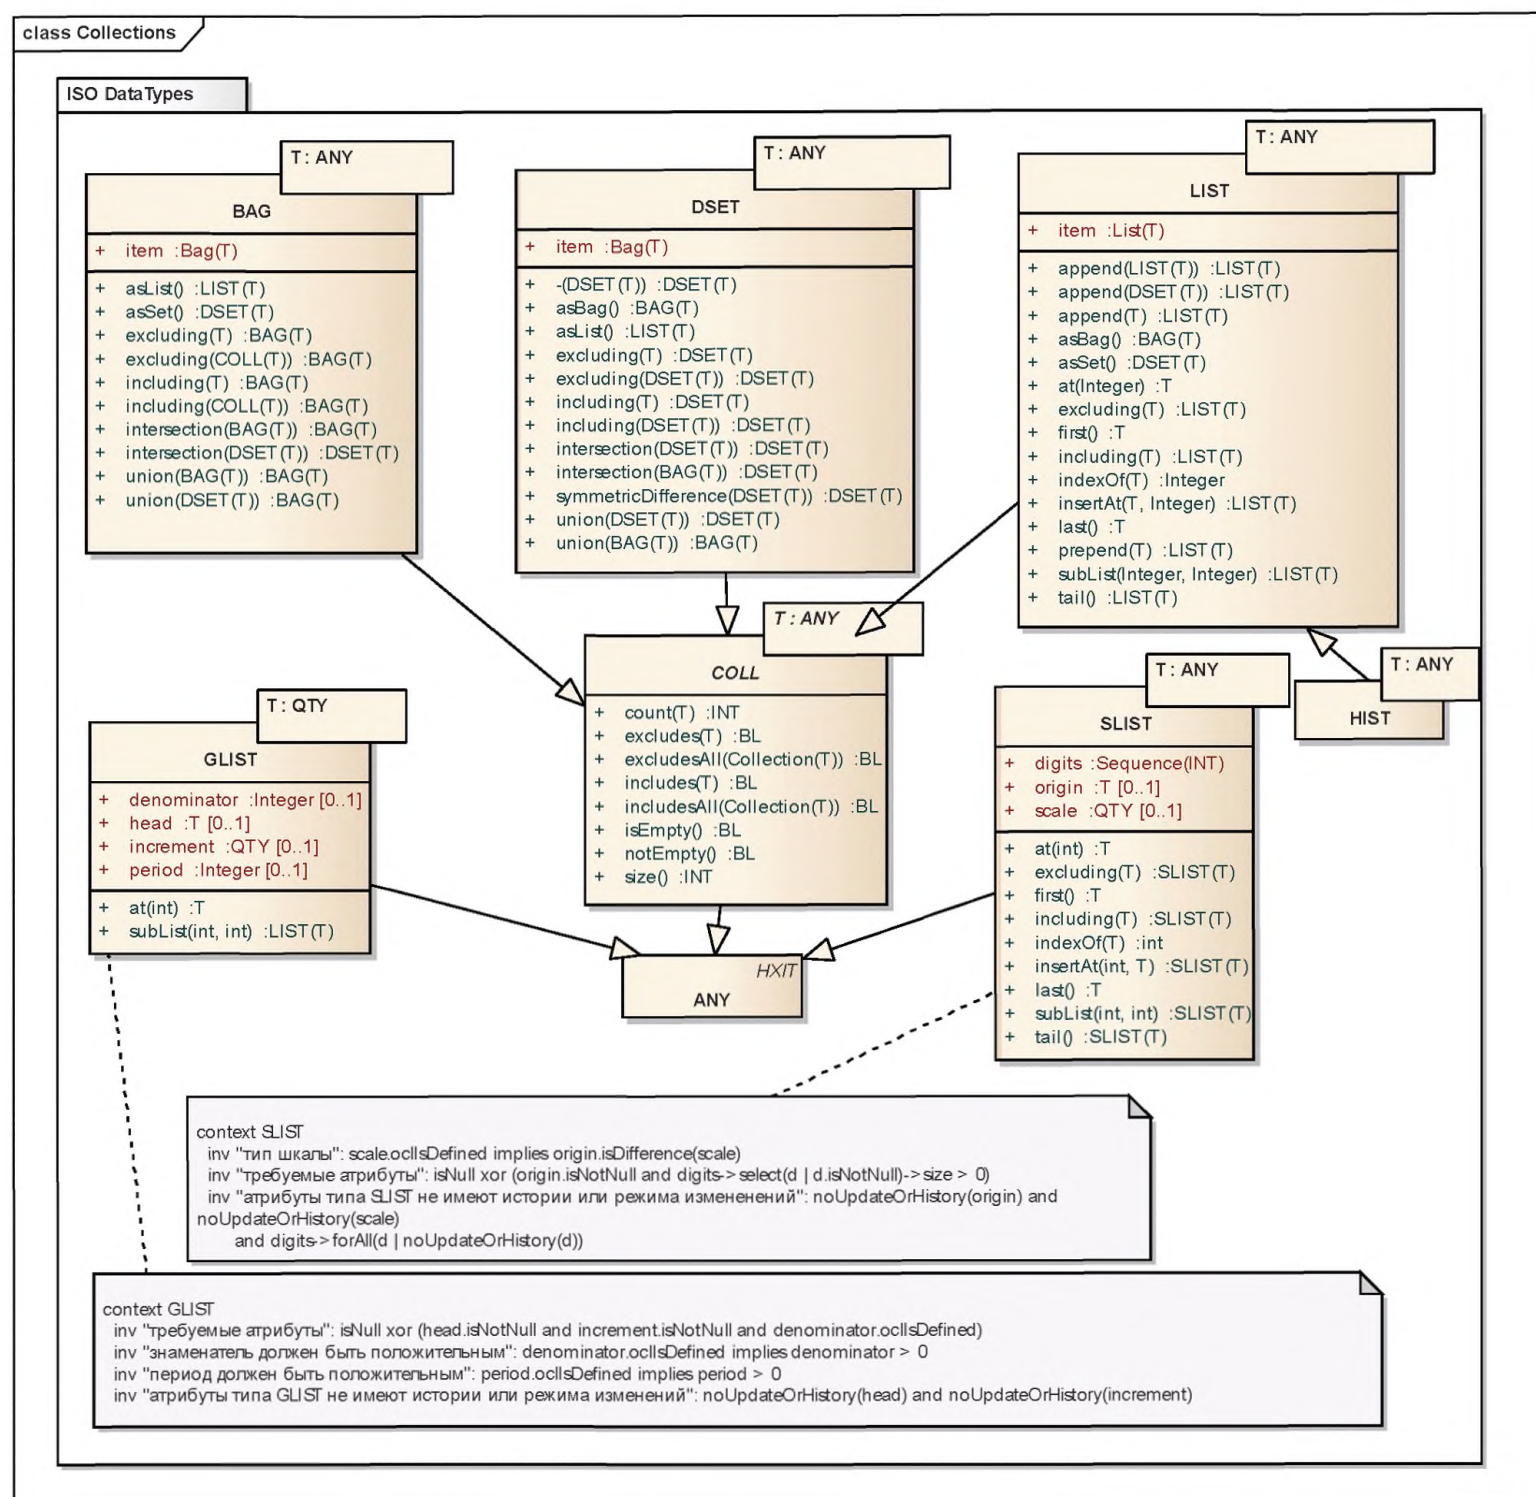 class Collections
ISO DataTypes
T : ANY
BAG
+ item :Bag(T)
+ asList() :LIST(T)
+ asSet() :DSET(T)
+ excluding(T) :BAG(T)
+ excluding(COLL(T)) :BAG(T)
+ including(T) :BAG(T)
+ including(COLL(T)) :BAG(T)
+ intersection(BAG(T)) :BAG(T)
+ intersection(DSET(T)) :DSET(T)
+ union(BAG(T)) :BAG(T)
+ union(DSET(T)) :BAG(T)
T : ANY
DSET
+ item :Bag(T)
+ -(DSET(T)) :DSET(T)
+ asBag() :BAG(T)
+ asList() :LIST(T)
+ excluding(T) :DSET(T)
+ excluding(DSET(T)) :DSET(T)
+ including(T) :DSET(T)
+ including(DSET(T)) :DSET(T)
+ intersection(DSET(T)) :DSET(T)
+ intersection(BAG(T)) :DSET(T)
+ symmetricDifference(DSET(T)) :DSET(T)
+ union(DSET(T)) :DSET(T)
+ union(BAG(T)) :BAG(T)
T : ANY
LIST
+ item :List(T)
+ append(LIST(T)) :LIST(T)
+ append(DSET(T)) :LIST(T)
+ append(T) :LIST(T)
+ asBag() :BAG(T)
+ asSet() :DSET(T)
+ at(Integer) :T
+ excluding(T) :LIST(T)
+ first() :T
+ including(T) :LIST(T)
+ indexOf(T) :Integer
+ insertAt(T, Integer) :LIST(T)
+ last() :T
+ prepend(T) :LIST(T)
+ subList(Integer, Integer) :LIST(T)
+ tail() :LIST(T)
T : QTY
GLIST
+ denominator :Integer [0..1]
+ head :T [0..1]
+ increment :QTY [0..1]
+ period :Integer [0..1]
+ at(int) :T
+ subList(int, int) :LIST(T)
T : ANY
COLL
+ count(T) :INT
+ excludes(T) :BL
+ excludesAll(Collection(T)) :BL
+ includes(T) :BL
+ includesAll(Collection(T)) :BL
+ isEmpty() :BL
+ notEmpty() :BL
+ size() :INT
T : ANY
SLIST
+ digits :Sequence(INT)
+ origin :T [0..1]
+ scale :QTY [0..1]
+ at(int) :T
+ excluding(T) :SLIST(T)
+ first() :T
+ including(T) :SLIST(T)
+ indexOf(T) :int
+ insertAt(int, T) :SLIST(T)
+ last() :T
+ subList(int, int) :SLIST(T)
+ tail() :SLIST(T)
T : ANY
HIST
HXIT
ANY
context SLIST
inv "тип шкалы": scale.oclIsDefined implies origin.isDifference(scale)
inv "требуемые атрибуты": isNull xor (origin.isNotNull and digits->select(d | d.isNotNull)->size > 0)
inv "атрибуты типа SLIST не имеют истории или режима измененений": noUpdateOrHistory(origin) and
noUpdateOrHistory(scale)
and digits->forAll(d | noUpdateOrHistory(d))
context GLIST
inv "требуемые атрибуты": isNull xor (head.isNotNull and increment.isNotNull and denominator.oclIsDefined)
inv "знаменатель должен быть положительным": denominator.oclIsDefined implies denominator > 0
inv "период должен быть положительным": period.oclIsDefined implies period > 0
inv "атрибуты типа GLIST не имеют истории или режима изменений": noUpdateOrHistory(head) and noUpdateOrHistory(increment)